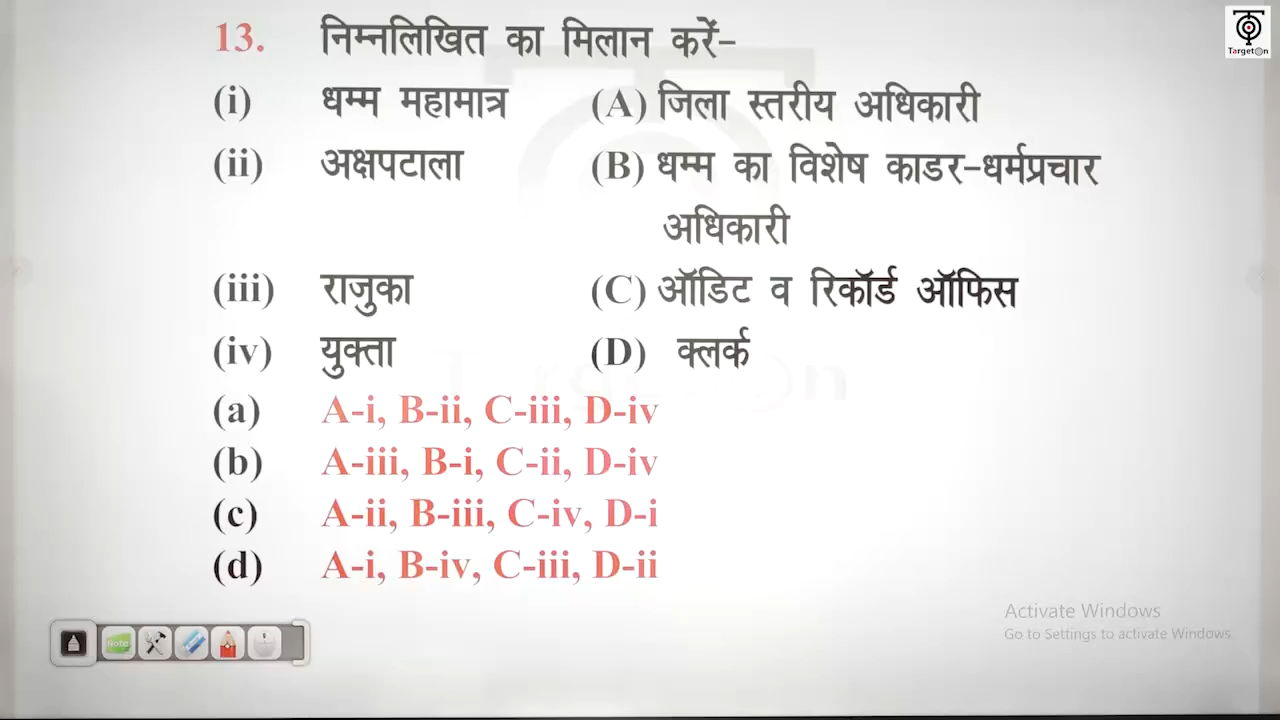 TargetOn
13. निम्नलिखित का मिलान करें-
(i) धम्म महामात्र (A) जिला स्तरीय अधिकारी
(ii) अक्षपटाला (B) धम्म का विशेष काडर-धर्मप्रचार
अधिकारी
(iii) राजुका (C) ऑडिट व रिकॉर्ड ऑफिस
(iv) युक्ता (D) क्लर्क
(a) A-i, B-ii, C-iii, D-iv
(b) A-iii, B-i, C-ii, D-iv
(c) A-ii, B-iii, C-iv, D-i
(d) A-i, B-iv, C-iii, D-ii
Note
Activate Windows
Go to Settings to activate Windows.